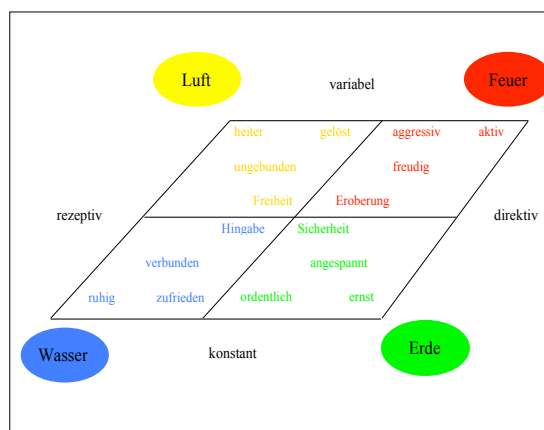 Luft
variabel
Feuer
heiter gelöst aggressiv aktiv
ungebunden freudig
Freiheit Eroberung
rezeptiv direktiv
Hingabe Sicherheit
verbunden angespannt
ruhig zufrieden ordentlich ernst
Wasser konstant Erde